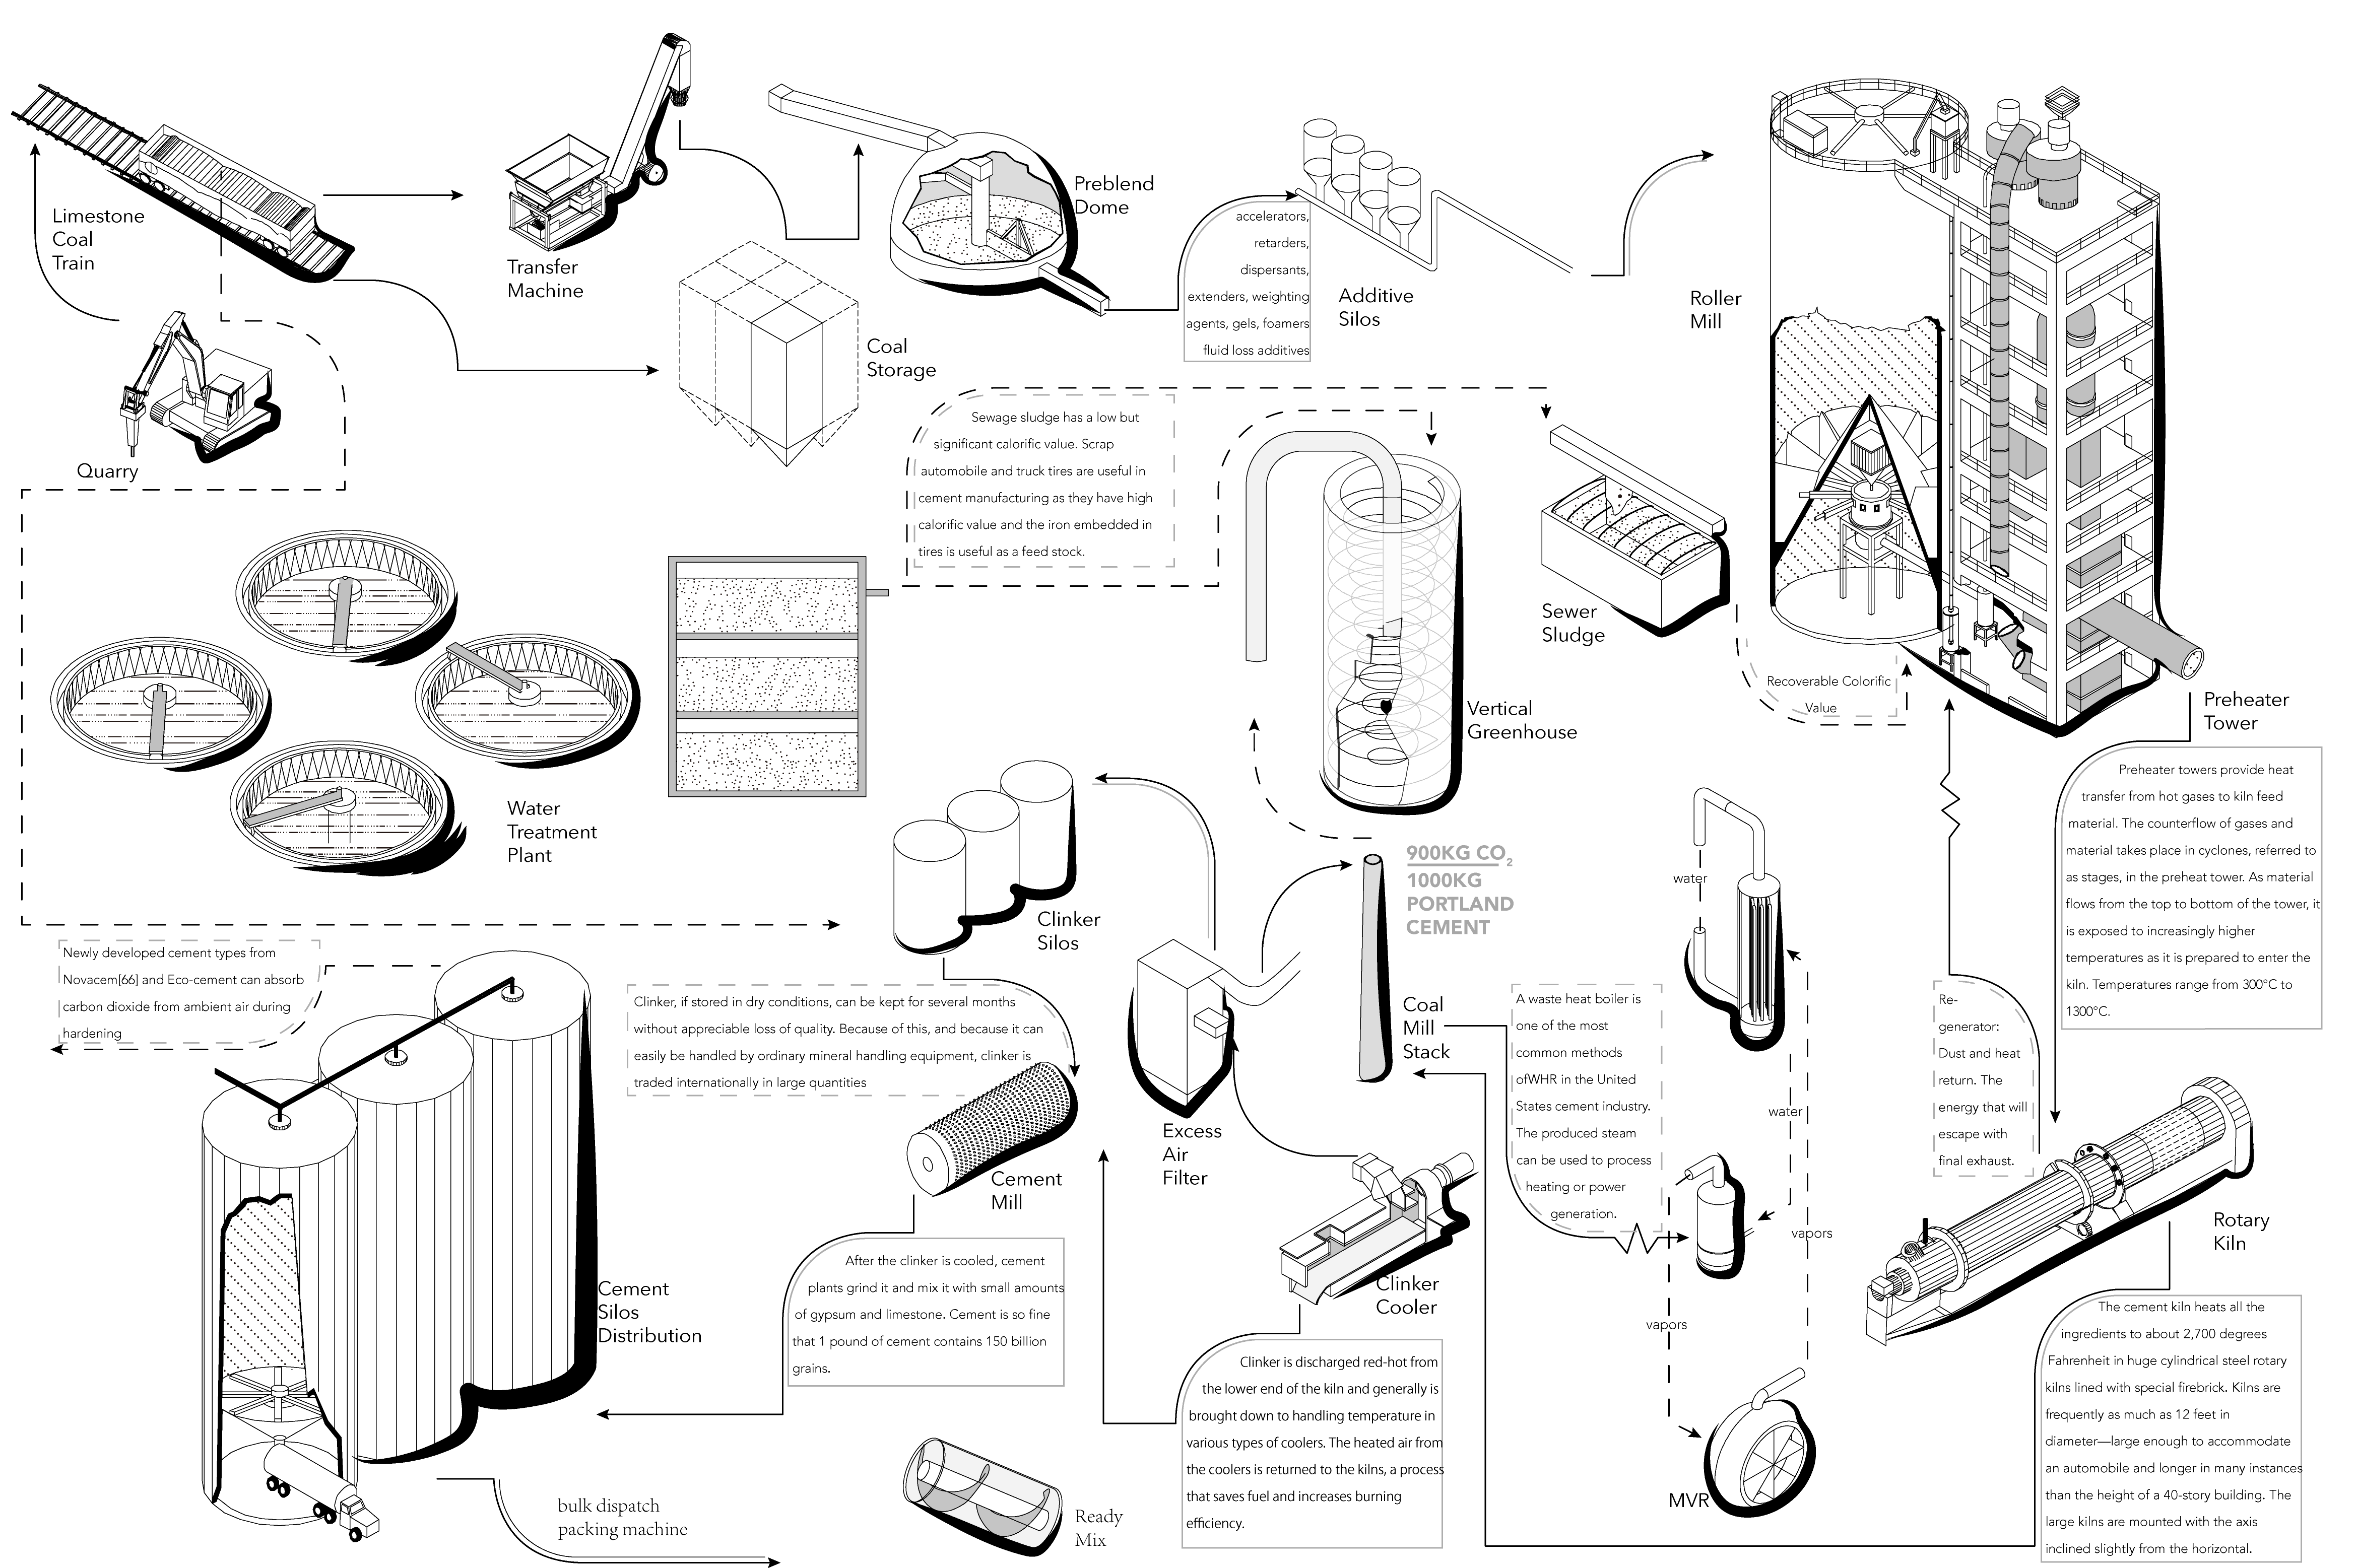 Limestone
Coal
Train
Transfer
Machine
Preblend
Dome
accelerators,
retarders,
dispersants,
extenders, weighting
agents, gels, foamers
fluid loss additives
Additive
Silos
Roller
Mill
Quarry
Coal
Storage
Sewage sludge has a low but
significant calorific value. Scrap
automobile and truck tires are useful in
cement manufacturing as they have high
calorific value and the iron embedded in
tires is useful as a feed stock.
Sewer
Sludge
Recoverable Colorific
Value
Preheater
Tower
Vertical
Greenhouse
Water
Treatment
Plant
Preheater towers provide heat
transfer from hot gases to kiln feed
material. The counterflow of gases and
material takes place in cyclones, referred to
as stages, in the preheat tower. As material
flows from the top to bottom of the tower, it
is exposed to increasingly higher
temperatures as it is prepared to enter the
kiln. Temperatures range from 300°C to
1300°C.
900KG CO2
1000KG
PORTLAND
CEMENT
water
Clinker
Silos
Newly developed cement types from
Novacem[66] and Eco-cement can absorb
carbon dioxide from ambient air during
hardening
Clinker, if stored in dry conditions, can be kept for several months
without appreciable loss of quality. Because of this, and because it can
easily be handled by ordinary mineral handling equipment, clinker is
traded internationally in large quantities
Coal
Mill
Stack
A waste heat boiler is
one of the most
common methods
ofWHR in the United
States cement industry.
The produced steam
can be used to process
heating or power
generation.
Re-
generator:
Dust and heat
return. The
energy that will
escape with
final exhaust.
water
Excess
Air
Filter
Cement
Mill
vapors
Rotary
Kiln
After the clinker is cooled, cement
plants grind it and mix it with small amounts
of gypsum and limestone. Cement is so fine
that 1 pound of cement contains 150 billion
grains.
Cement
Silos
Distribution
Clinker
Cooler
vapors
Clinker is discharged red-hot from
the lower end of the kiln and generally is
brought down to handling temperature in
various types of coolers. The heated air from
the coolers is returned to the kilns, a process
that saves fuel and increases burning
efficiency.
The cement kiln heats all the
ingredients to about 2,700 degrees
Fahrenheit in huge cylindrical steel rotary
kilns lined with special firebrick. Kilns are
frequently as much as 12 feet in
diameter—large enough to accommodate
an automobile and longer in many instances
than the height of a 40-story building. The
large kilns are mounted with the axis
inclined slightly from the horizontal.
MVR
bulk dispatch
packing machine
Ready
Mix